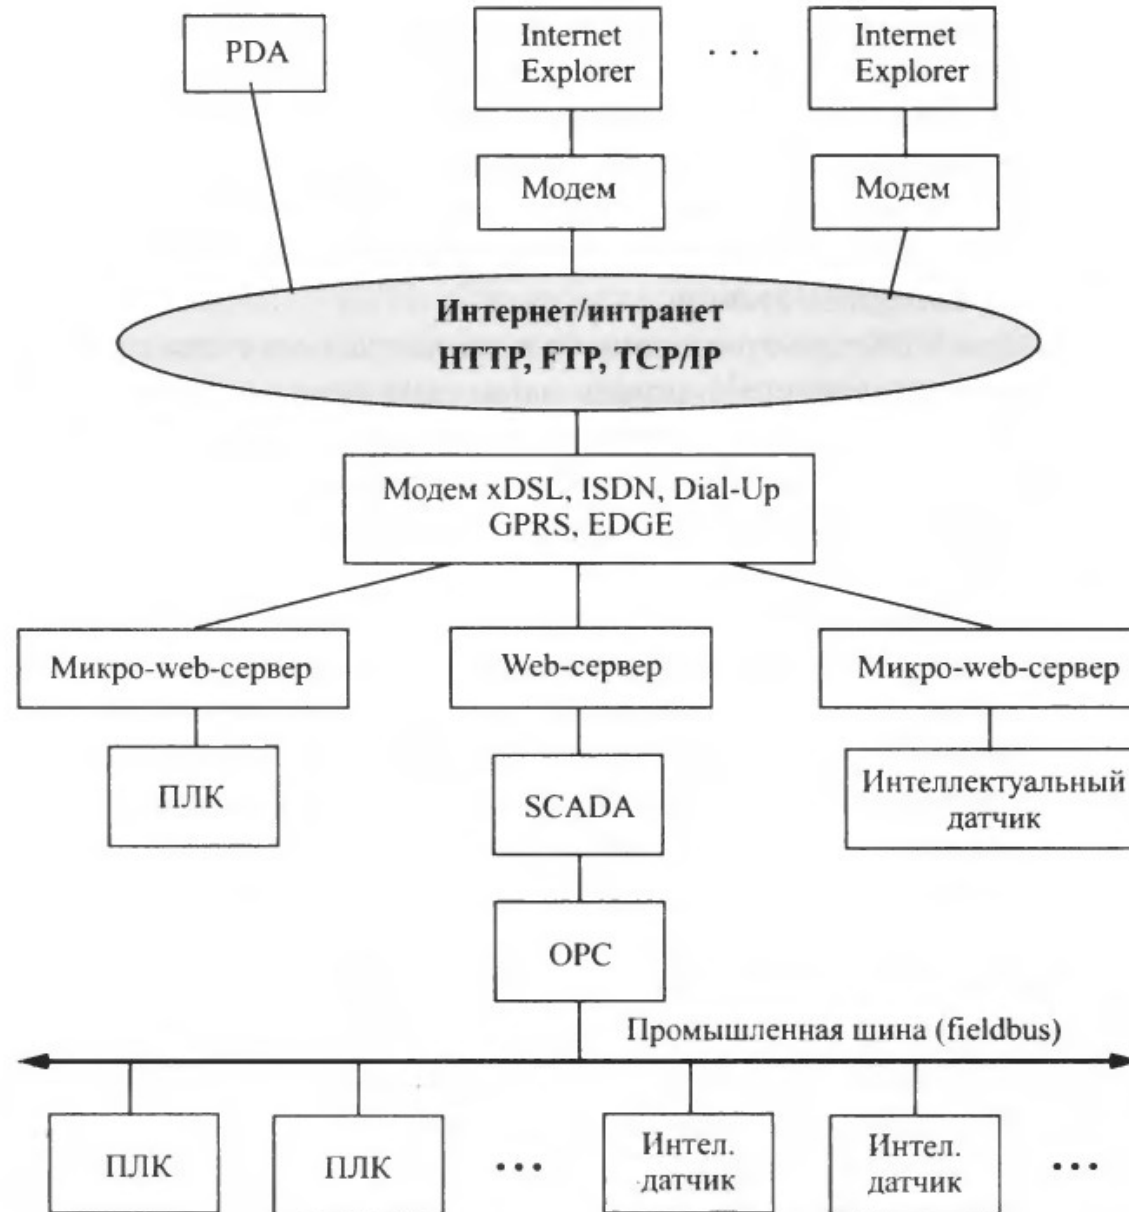 PDA
Internet
Explorer
. . .
Internet
Explorer
Модем
Модем
Интернет/интранет
HTTP, FTP, TCP/IP
Модем xDSL, ISDN, Dial-Up
GPRS, EDGE
Микро-web-сервер
Web-сервер
Микро-web-сервер
ПЛК
SCADA
Интеллектуальный
датчик
OPC
Промышленная шина (fieldbus)
ПЛК
ПЛК
...
Интел.
датчик
Интел.
датчик
...